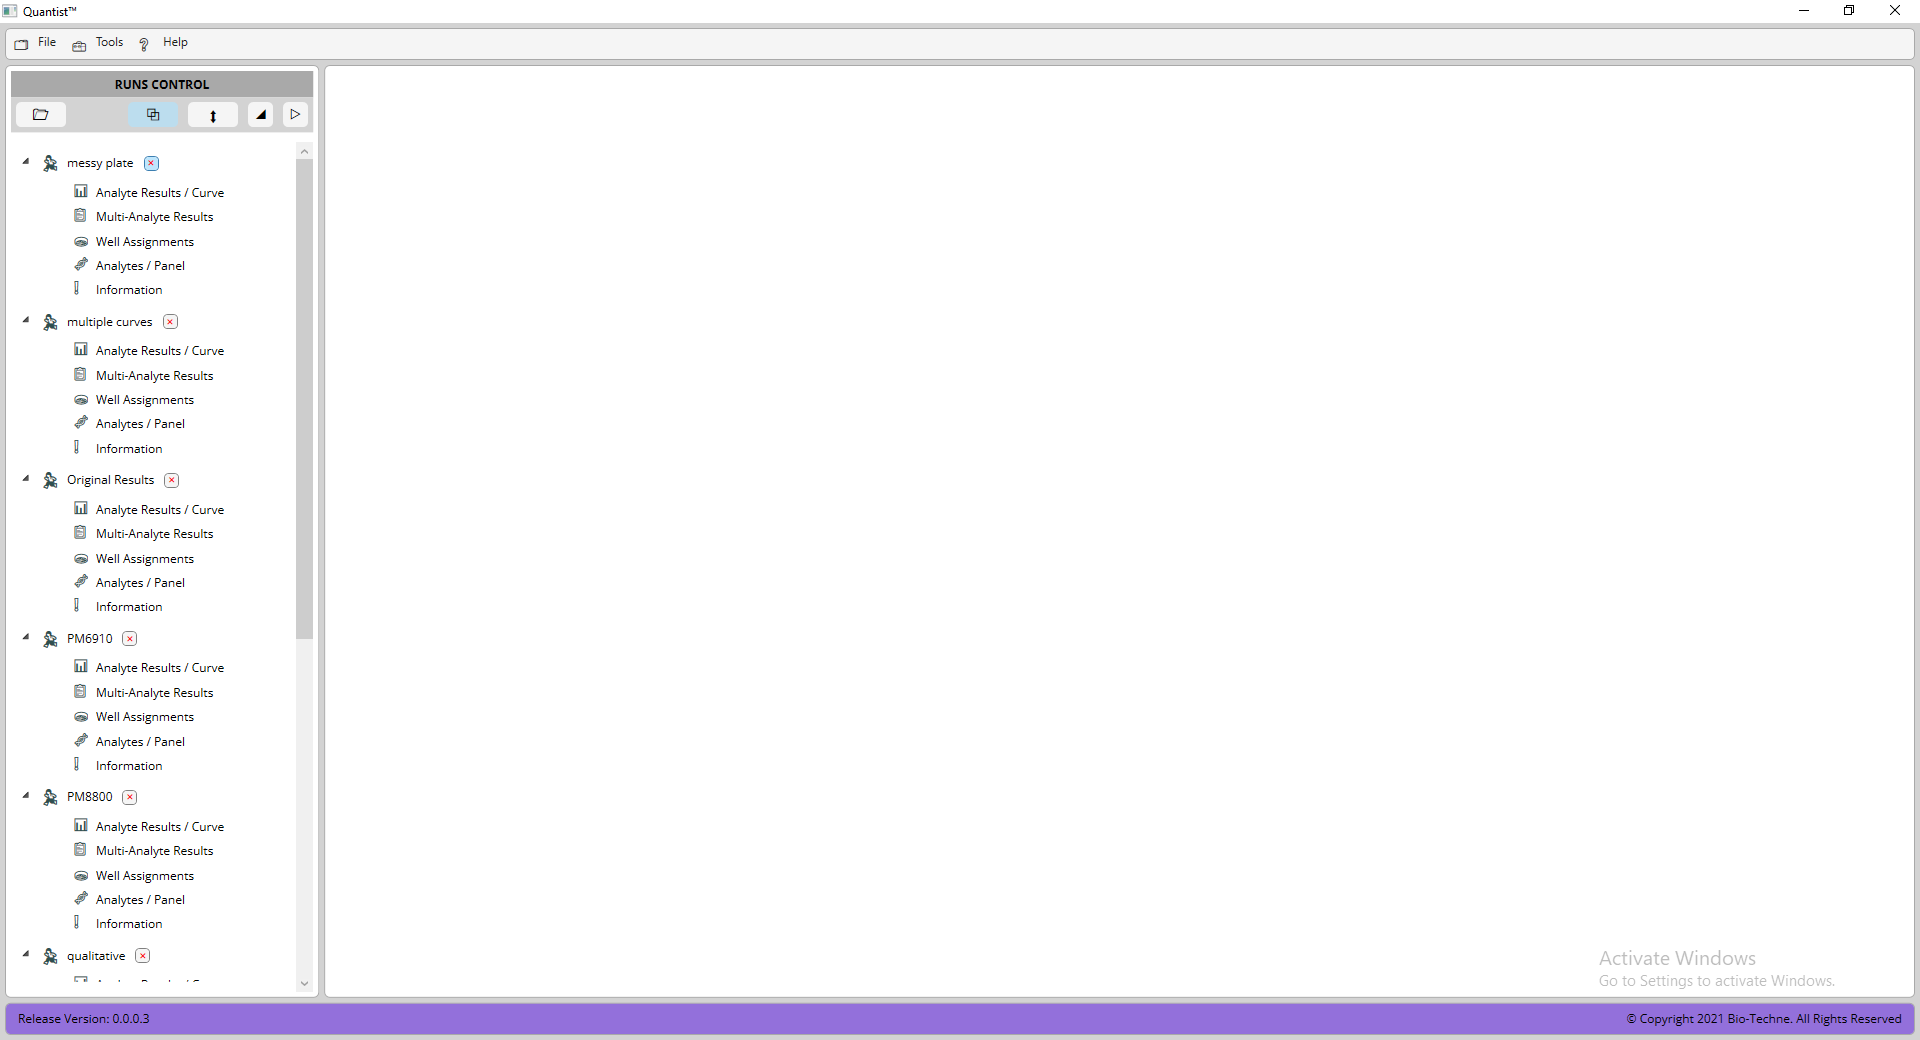 Quantist™
File Tools Help
RUNS CONTROL
messy plate
Analyte Results / Curve
Multi-Analyte Results
Well Assignments
Analytes / Panel
Information
multiple curves
Analyte Results / Curve
Multi-Analyte Results
Well Assignments
Analytes / Panel
Information
Original Results
Analyte Results / Curve
Multi-Analyte Results
Well Assignments
Analytes / Panel
Information
PM6910
Analyte Results / Curve
Multi-Analyte Results
Well Assignments
Analytes / Panel
Information
PM8800
Analyte Results / Curve
Multi-Analyte Results
Well Assignments
Analytes / Panel
Information
qualitative
Activate Windows
Go to Settings to activate Windows.
Release Version: 0.0.0.3
© Copyright 2021 Bio-Techne. All Rights Reserved